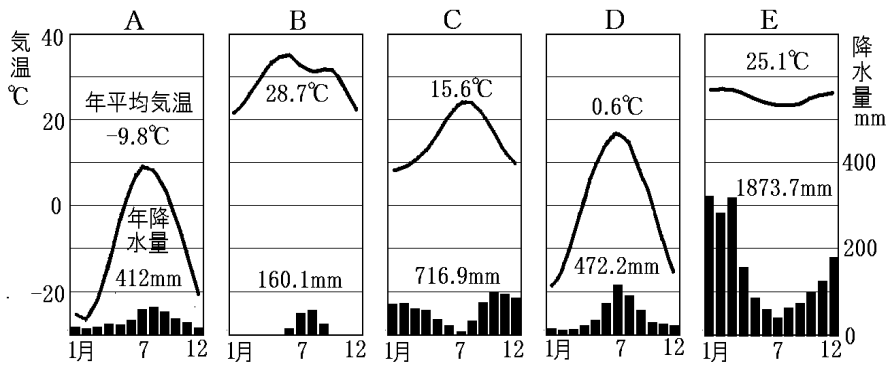 A B C D E
気温℃
40
20
0
-20
降水量mm
400
200
0
年平均気温
-9.8℃
年降水量
412mm
1月 7 12
28.7℃
160.1mm
1月 7 12
15.6℃
716.9mm
1月 7 12
0.6℃
472.2mm
1月 7 12
25.1℃
1873.7mm
1月 7 12